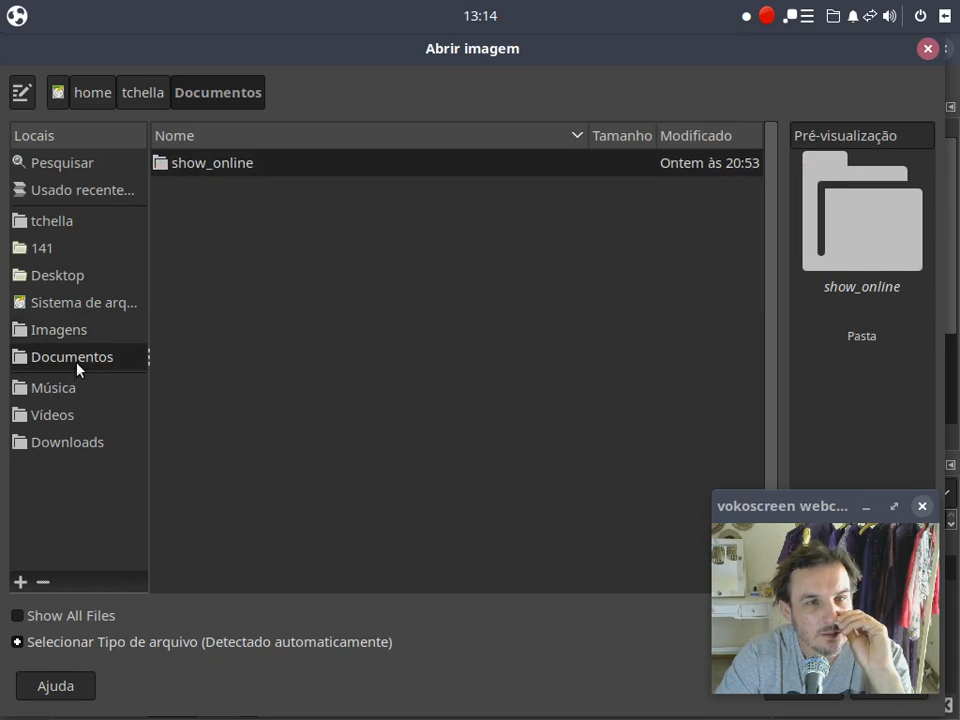 13:14
Abrir imagem
home tchella Documentos
Locais Nome Tamanho Modificado Pré-visualização
Pesquisar show_online Ontem às 20:53
Usado recente...
tchella
141
Desktop
show_online
Sistema de arq...
Imagens
Pasta
Documentos
Música
Vídeos
Downloads
vokoscreen webc...
Show All Files
Selecionar Tipo de arquivo (Detectado automaticamente)
Ajuda